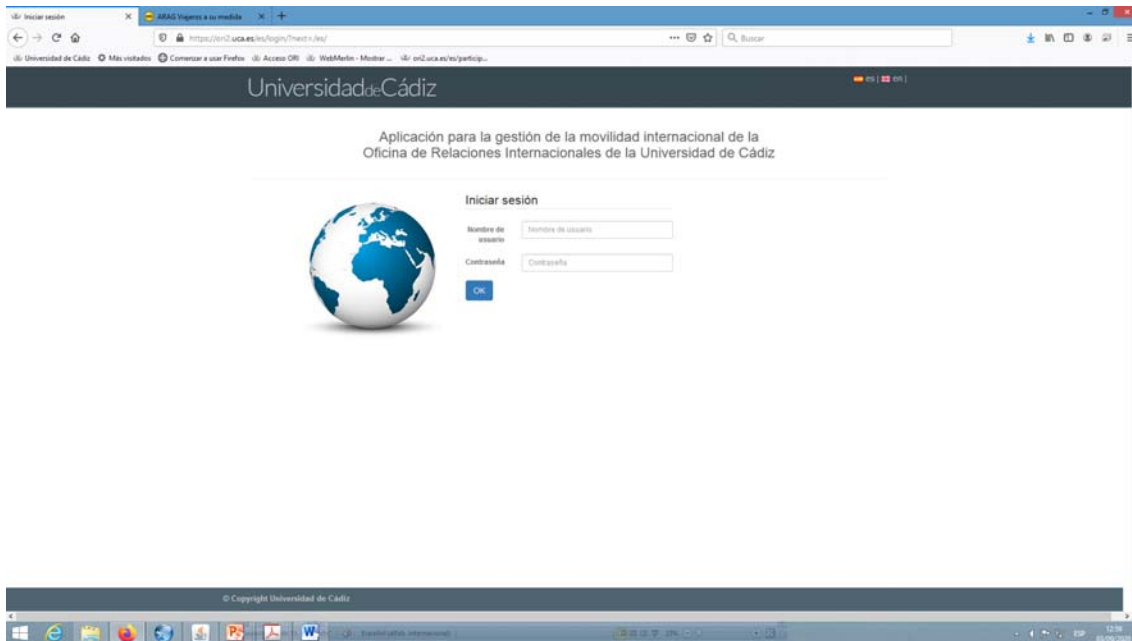 Iniciar sesión
ARAG Viajeros a su medida
https://ori2.uca.es/es/login/?next=/es/
Buscar
Universidad de Cádiz
Más visitados
Comenzar a usar Firefox
Acceso ORI
WebMerlin - Mostrar ...
ori2.uca.es/es/particip...
UniversidaddeCádiz
es | en |
Aplicación para la gestión de la movilidad internacional de la
Oficina de Relaciones Internacionales de la Universidad de Cádiz
Iniciar sesión
Nombre de
usuario
Nombre de usuario
Contraseña
Contraseña
OK
© Copyright Universidad de Cádiz
ESP
12:56